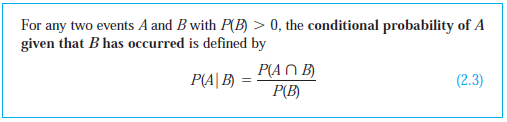 For any two events A and B with P(B) > 0, the conditional probability of A
given that B has occurred is defined by
P(A|B) = P(A ∩ B) / P(B) (2.3)